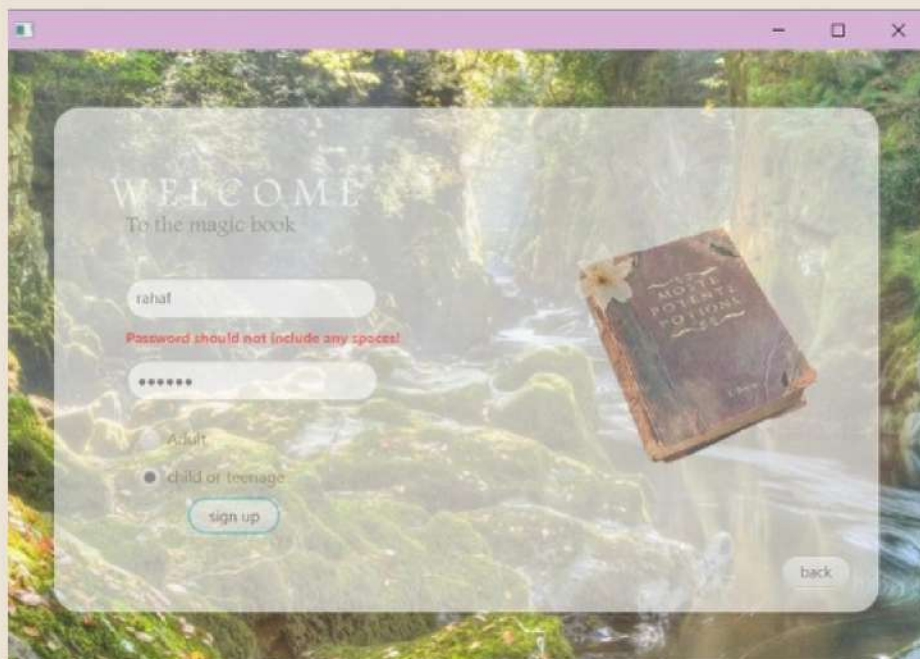 WELCOME
To the magic book
rahaf
Password should not include any spaces!
••••••
Adult
child or teenage
sign up
MOSTE
POTENTE
POTIONS
back